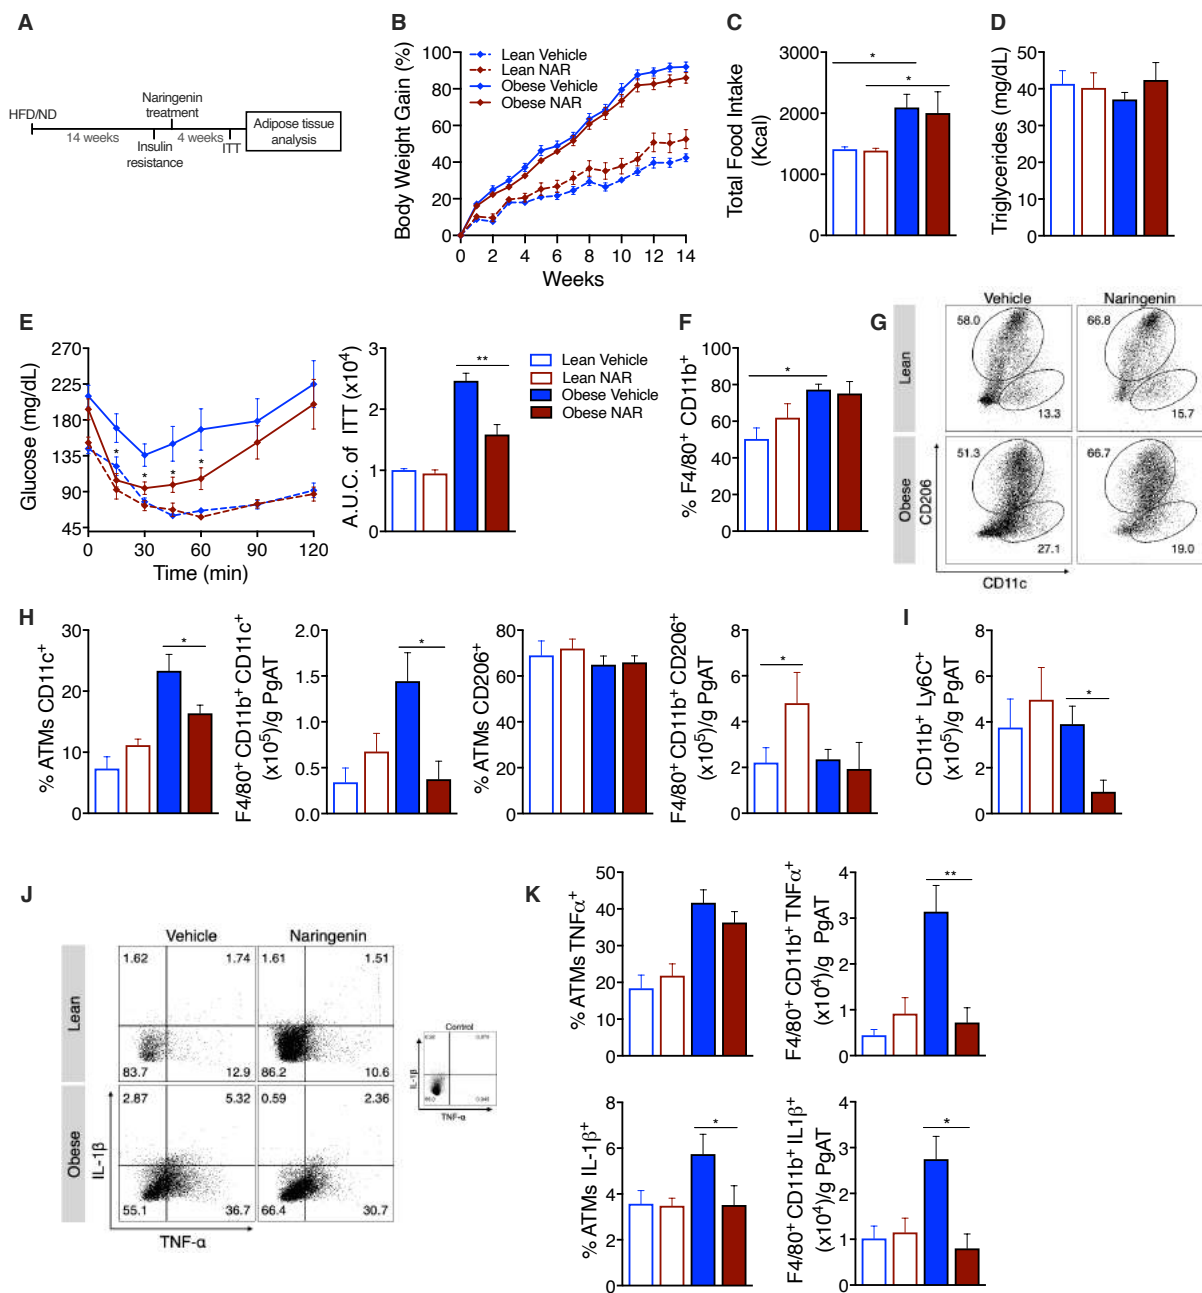 A
HFD/ND
14 weeks
Naringenin
treatment
Insulin
resistance
4 weeks
ITT
Adipose tissue
analysis
B
Body Weight Gain (%)
100
80
60
40
20
0
0 2 4 6 8 10 12 14
Weeks
Lean Vehicle
Lean NAR
Obese Vehicle
Obese NAR
C
Total Food Intake
(Kcal)
3000
2000
1000
0
*
*
D
Triglycerides (mg/dL)
50
40
30
20
10
0
E
Glucose (mg/dL)
270
225
180
135
90
45
* * * *
0 30 60 90 120
Time (min)
A.U.C. of ITT (x10⁴)
3
2
1
0
**
Lean Vehicle
Lean NAR
Obese Vehicle
Obese NAR
F
% F4/80⁺ CD11b⁺
100
80
60
40
20
0
*
G
Vehicle Naringenin
Lean
58.0 66.8
13.3 15.7
Obese
51.3 66.7
27.1 19.0
CD206
CD11c
H
% ATMs CD11c⁺
30
20
10
0
*
F4/80⁺ CD11b⁺ CD11c⁺
(x10⁵)/g PgAT
2.0
1.5
1.0
0.5
0.0
*
% ATMs CD206⁺
80
60
40
20
0
F4/80⁺ CD11b⁺ CD206⁺
(x10⁵)/g PgAT
8
6
4
2
0
*
I
CD11b⁺ Ly6C⁺
(x10⁵)/g PgAT
8
6
4
2
0
*
J
Vehicle Naringenin
Lean
1.62 1.74 1.61 1.51
83.7 12.9 86.2 10.6
Obese
2.87 5.32 0.59 2.36
55.1 36.7 66.4 30.7
IL-1β
TNF-α
Control
IL-1β
TNF-α
K
% ATMs TNFα⁺
50
40
30
20
10
0
F4/80⁺ CD11b⁺ TNFα⁺
(x10⁴)/g PgAT
4
3
2
1
0
**
% ATMs IL-1β⁺
8
6
4
2
0
*
F4/80⁺ CD11b⁺ IL1β⁺
(x10⁴)/g PgAT
4
3
2
1
0
*